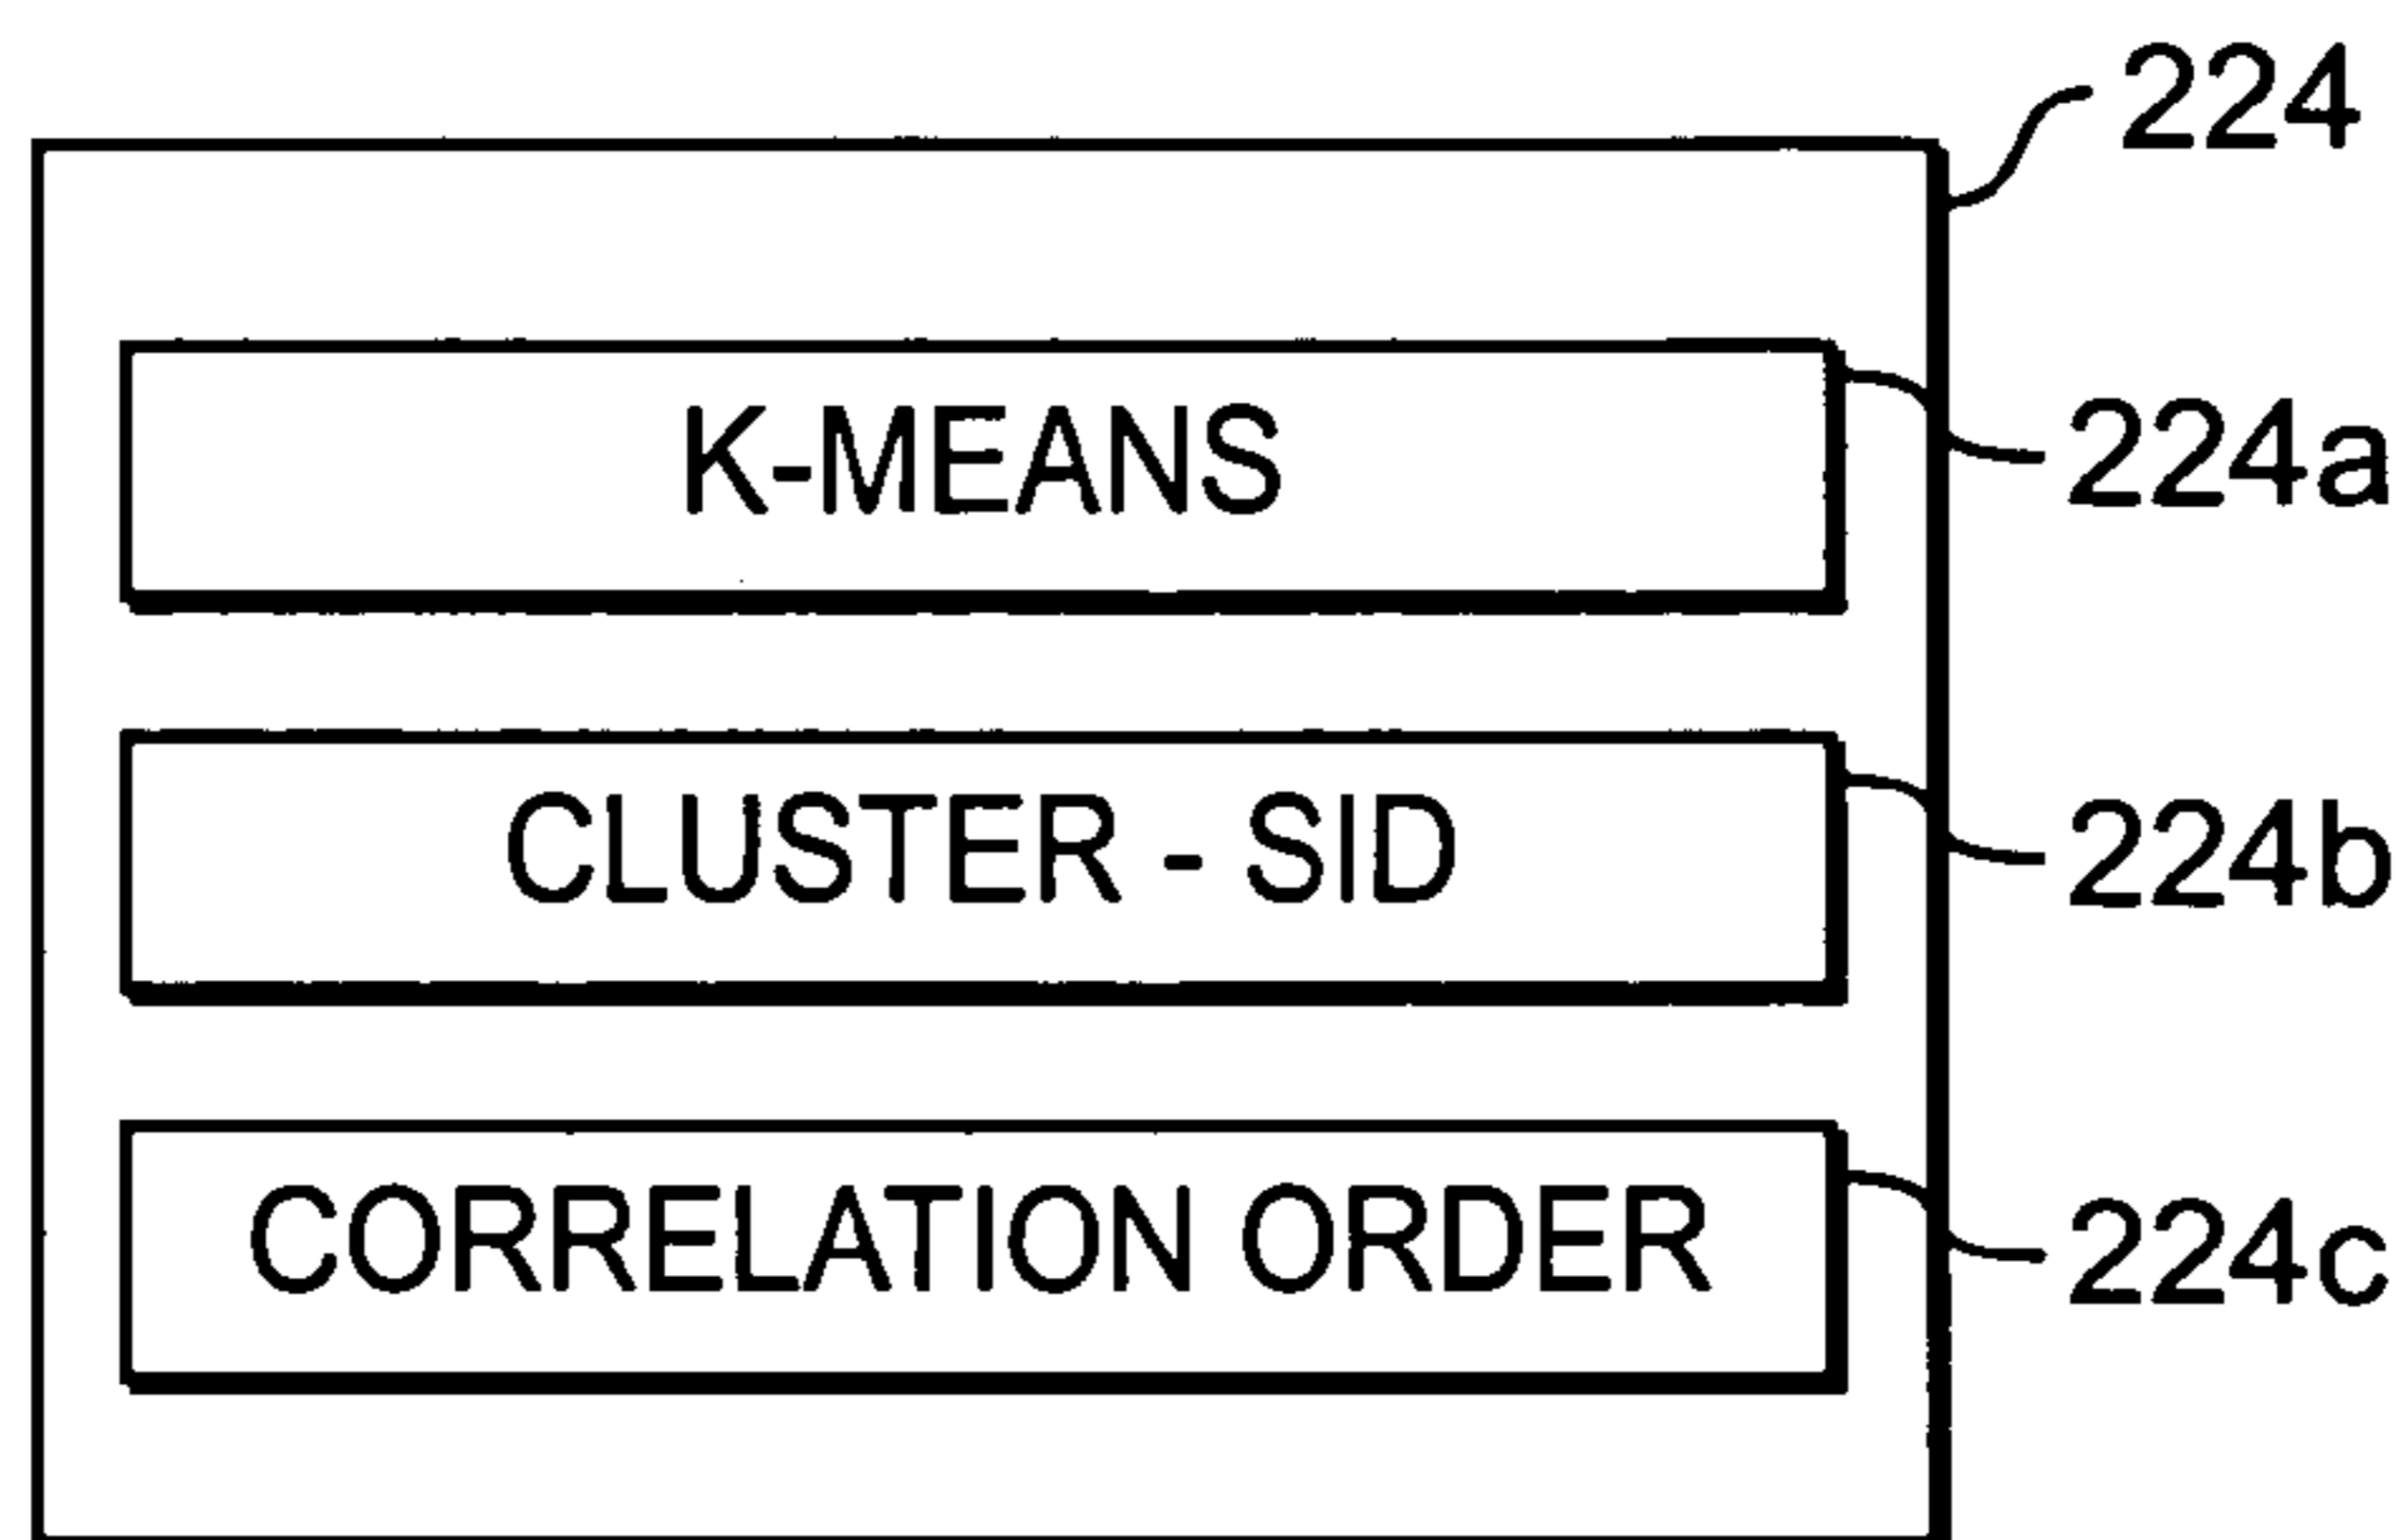 224
K-MEANS
224a
CLUSTER - SID
224b
CORRELATION ORDER
224c